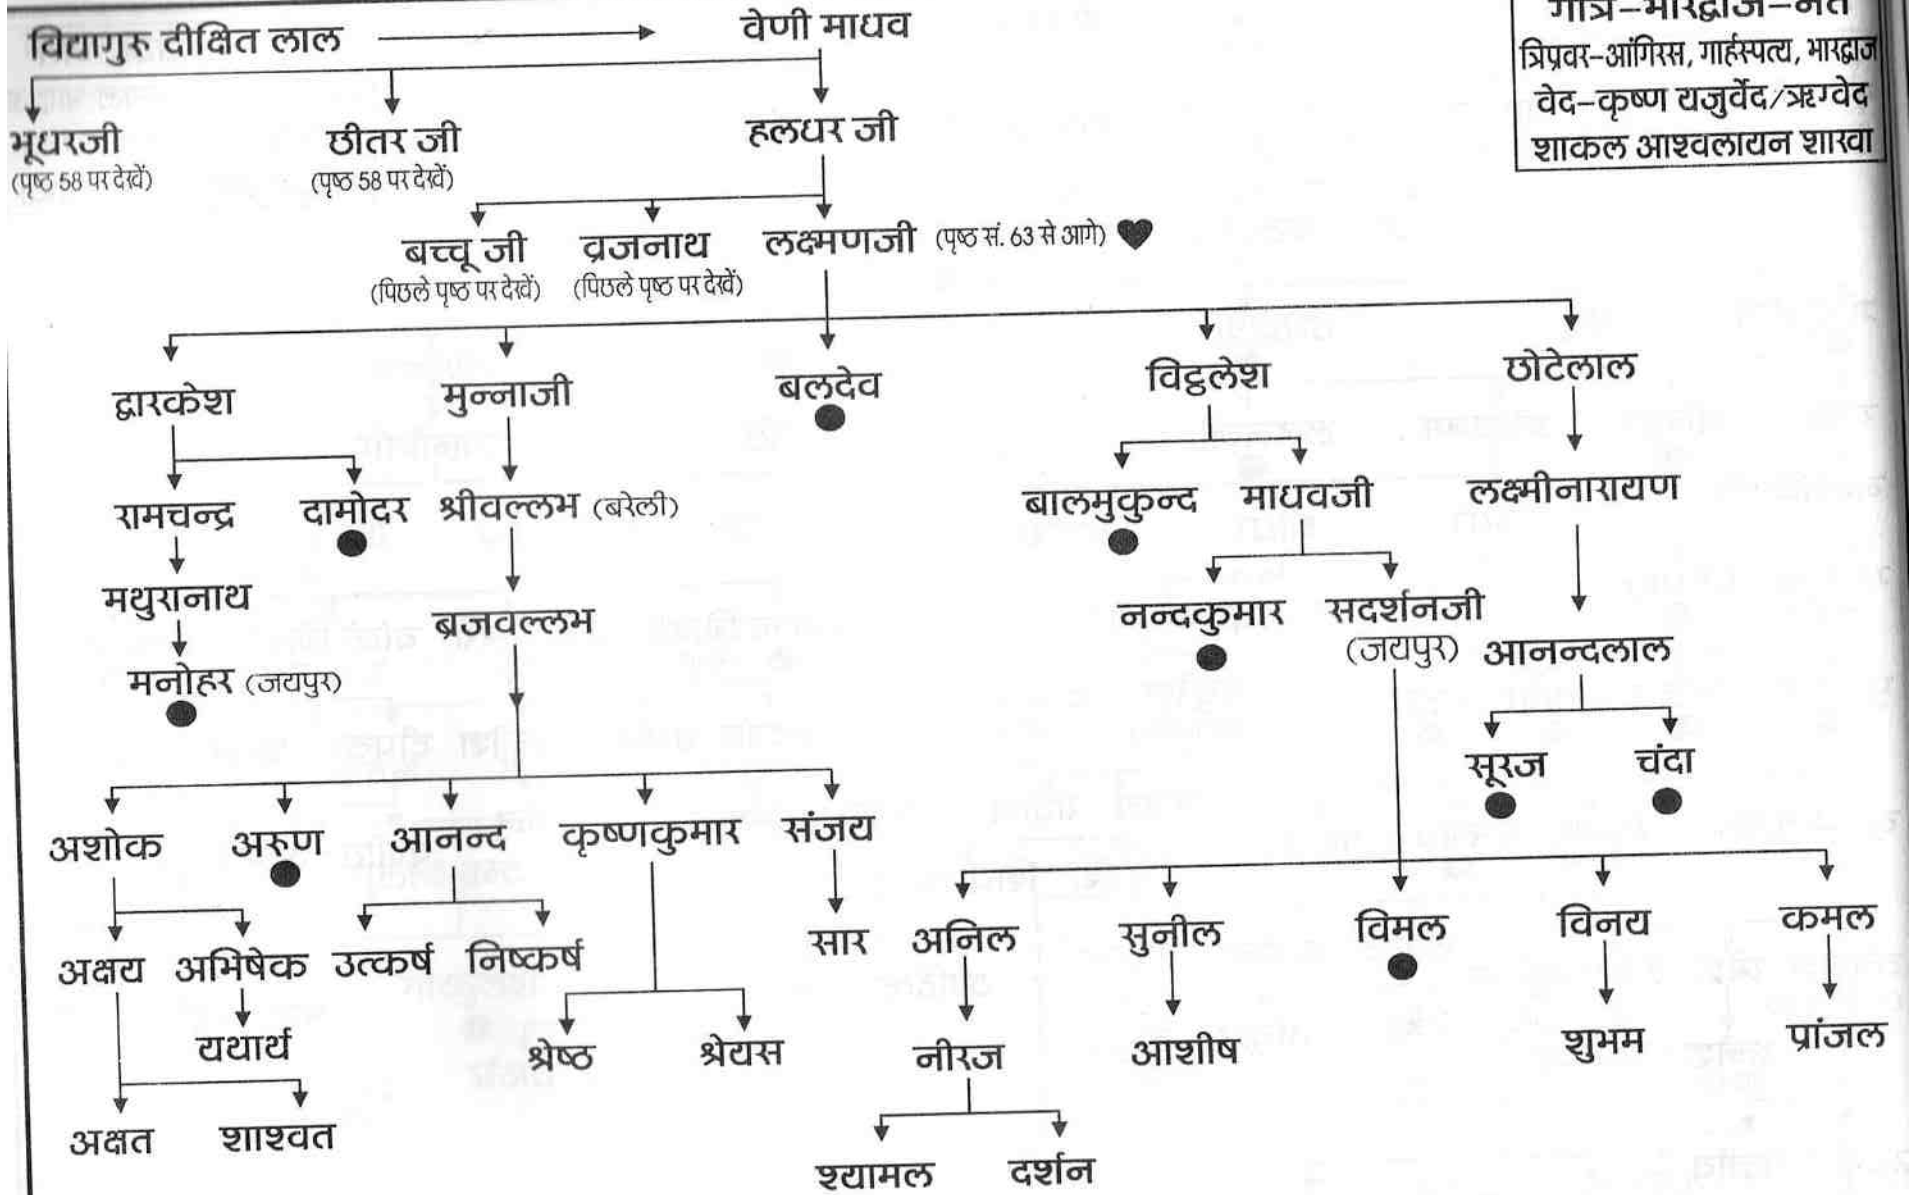 गोत्र–भारद्वाज–
त्रिप्रवर–आंगिरस, गार्हस्पत्य, भारद्वाज
वेद–कृष्ण यजुर्वेद/ऋग्वेद
शाकल आश्वलायन शाखा
विद्यागुरु दीक्षित लाल वेणी माधव
भूधरजी छीतर जी हलधर जी
(पृष्ठ 58 पर देखें) (पृष्ठ 58 पर देखें)
बच्चू जी व्रजनाथ लक्ष्मणजी (पृष्ठ सं. 63 से आगे)
(पिछले पृष्ठ पर देखें) (पिछले पृष्ठ पर देखें)
द्वारकेश मुन्नाजी बलदेव विट्ठलेश छोटेलाल
रामचन्द्र दामोदर श्रीवल्लभ (बरेली) बालमुकुन्द माधवजी लक्ष्मीनारायण
मथुरानाथ ब्रजवल्लभ नन्दकुमार सदर्शनजी
मनोहर (जयपुर) (जयपुर) आनन्दलाल
सूरज चंदा
अशोक अरुण आनन्द कृष्णकुमार संजय
अक्षय अभिषेक उत्कर्ष निष्कर्ष सार अनिल सुनील विमल विनय कमल
यथार्थ श्रेष्ठ श्रेयस नीरज आशीष शुभम प्रांजल
अक्षत शाश्वत श्यामल दर्शन